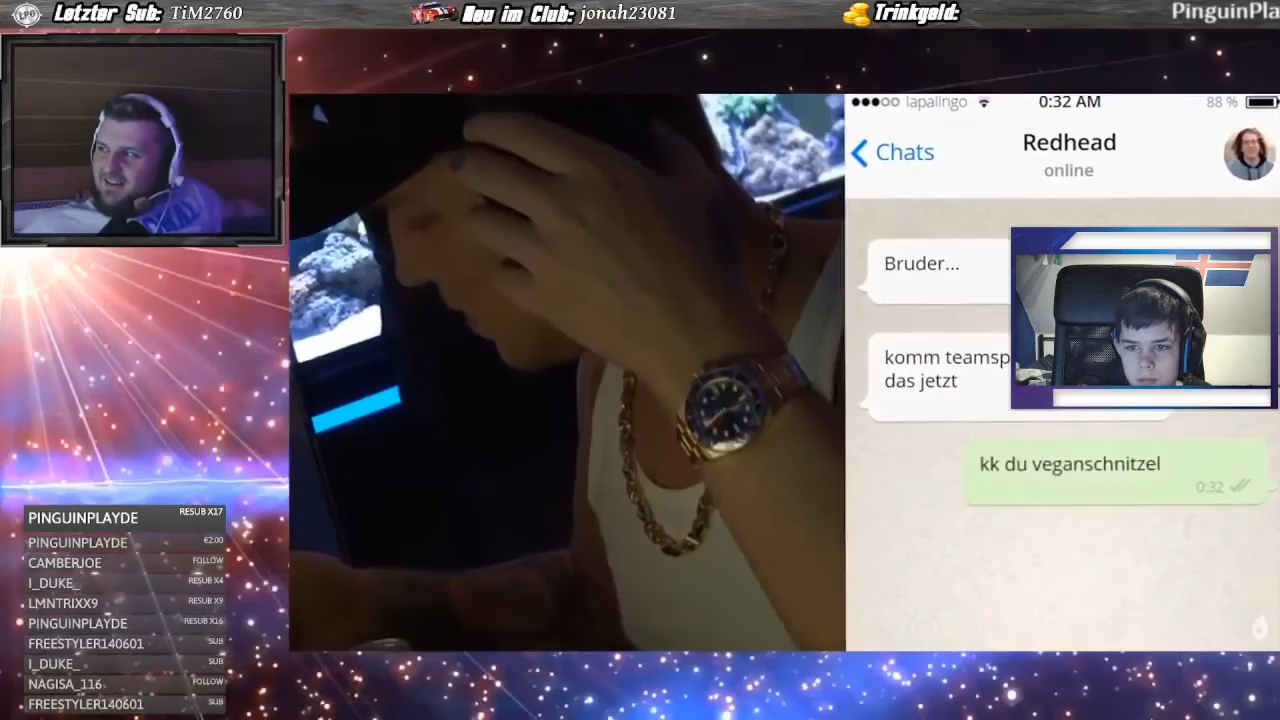 Letzter Sub: TiM2760
Neu im Club: jonah23081
Trinkgeld:
PinguinPla
lapalingo
0:32 AM
88 %
Chats
Redhead
online
Bruder...
komm teamsp
das jetzt
kk du veganschnitzel
0:32
PINGUINPLAYDE RESUB X17
PINGUINPLAYDE €2.00
CAMBERJOE FOLLOW
I_DUKE_ RESUB X4
LMNTRIXX9 RESUB X9
PINGUINPLAYDE RESUB X16
FREESTYLER140601 SUB
I_DUKE_ SUB
NAGISA_116 FOLLOW
FREESTYLER140601 SUB